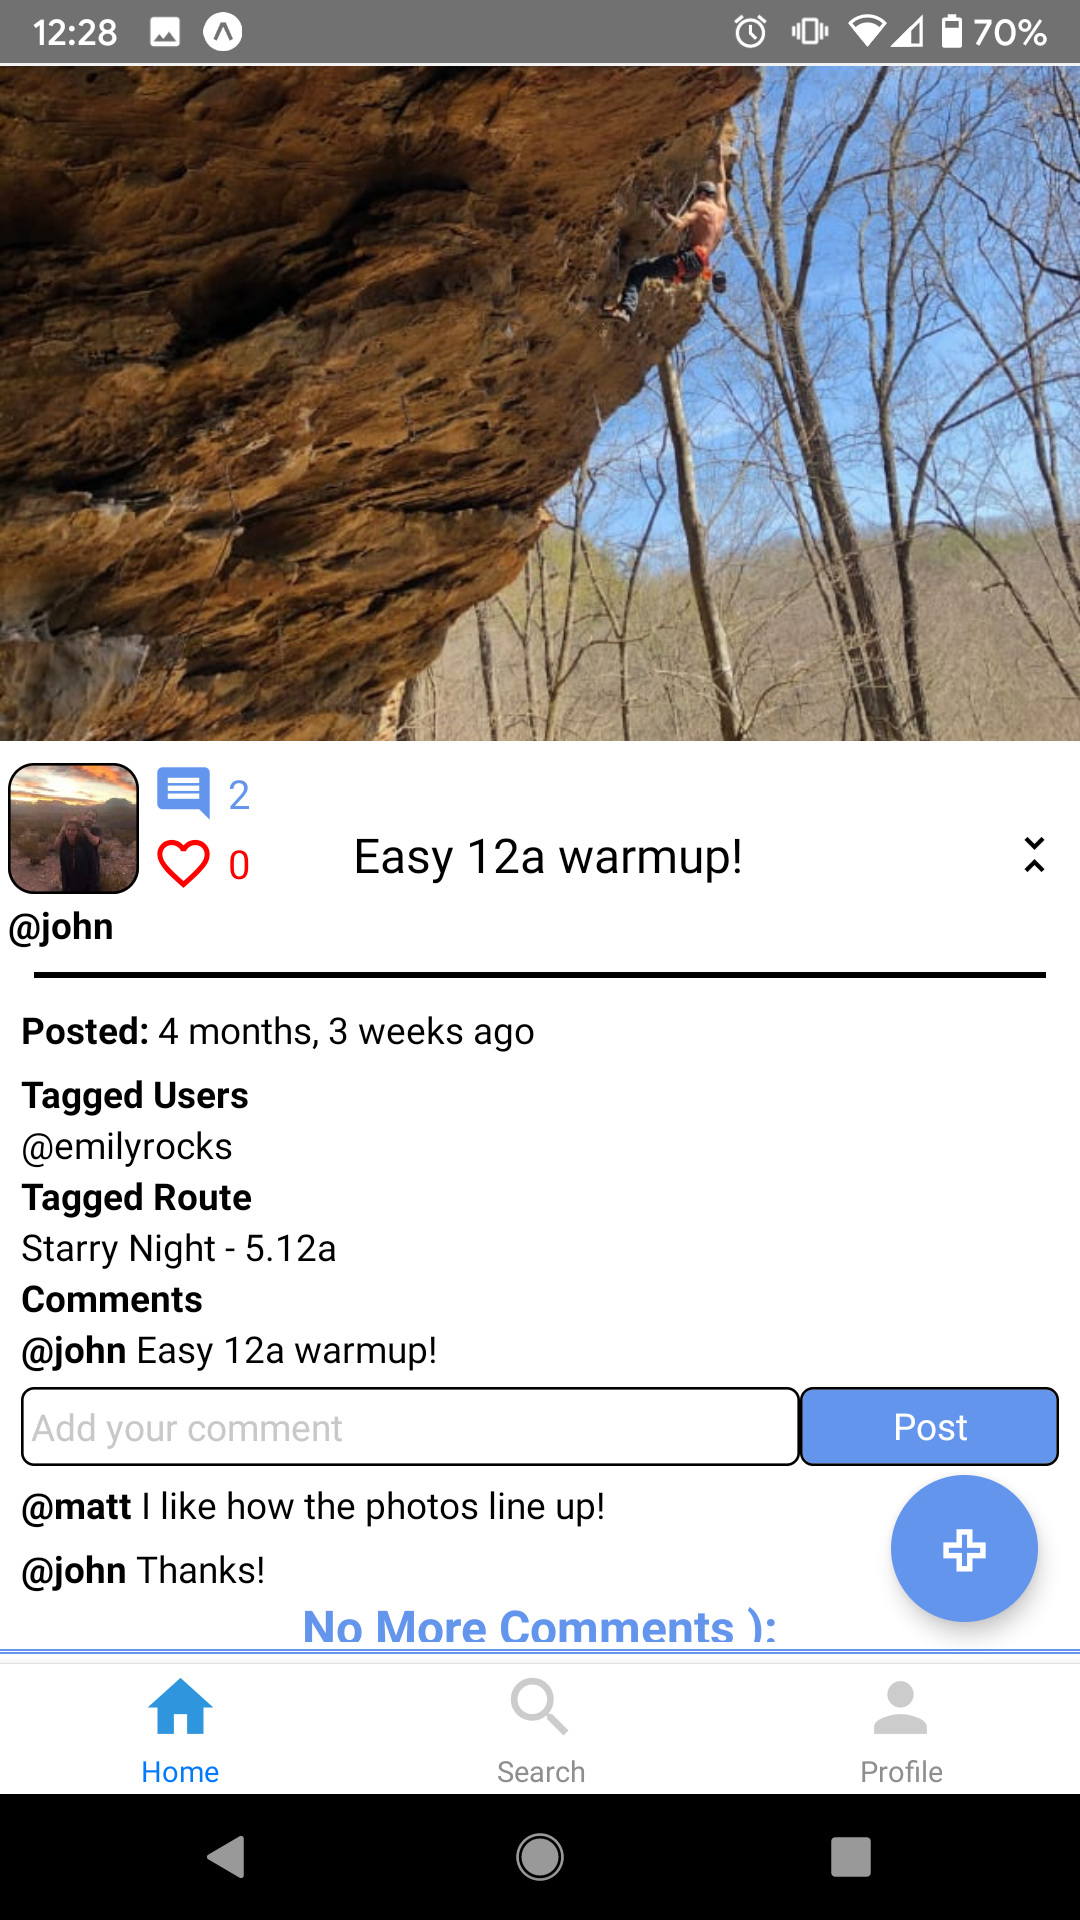 12:28
70%
2
0
Easy 12a warmup!
@john
Posted: 4 months, 3 weeks ago
Tagged Users
@emilyrocks
Tagged Route
Starry Night - 5.12a
Comments
@john Easy 12a warmup!
Add your comment
Post
@matt I like how the photos line up!
@john Thanks!
No More Comments ):
Home
Search
Profile